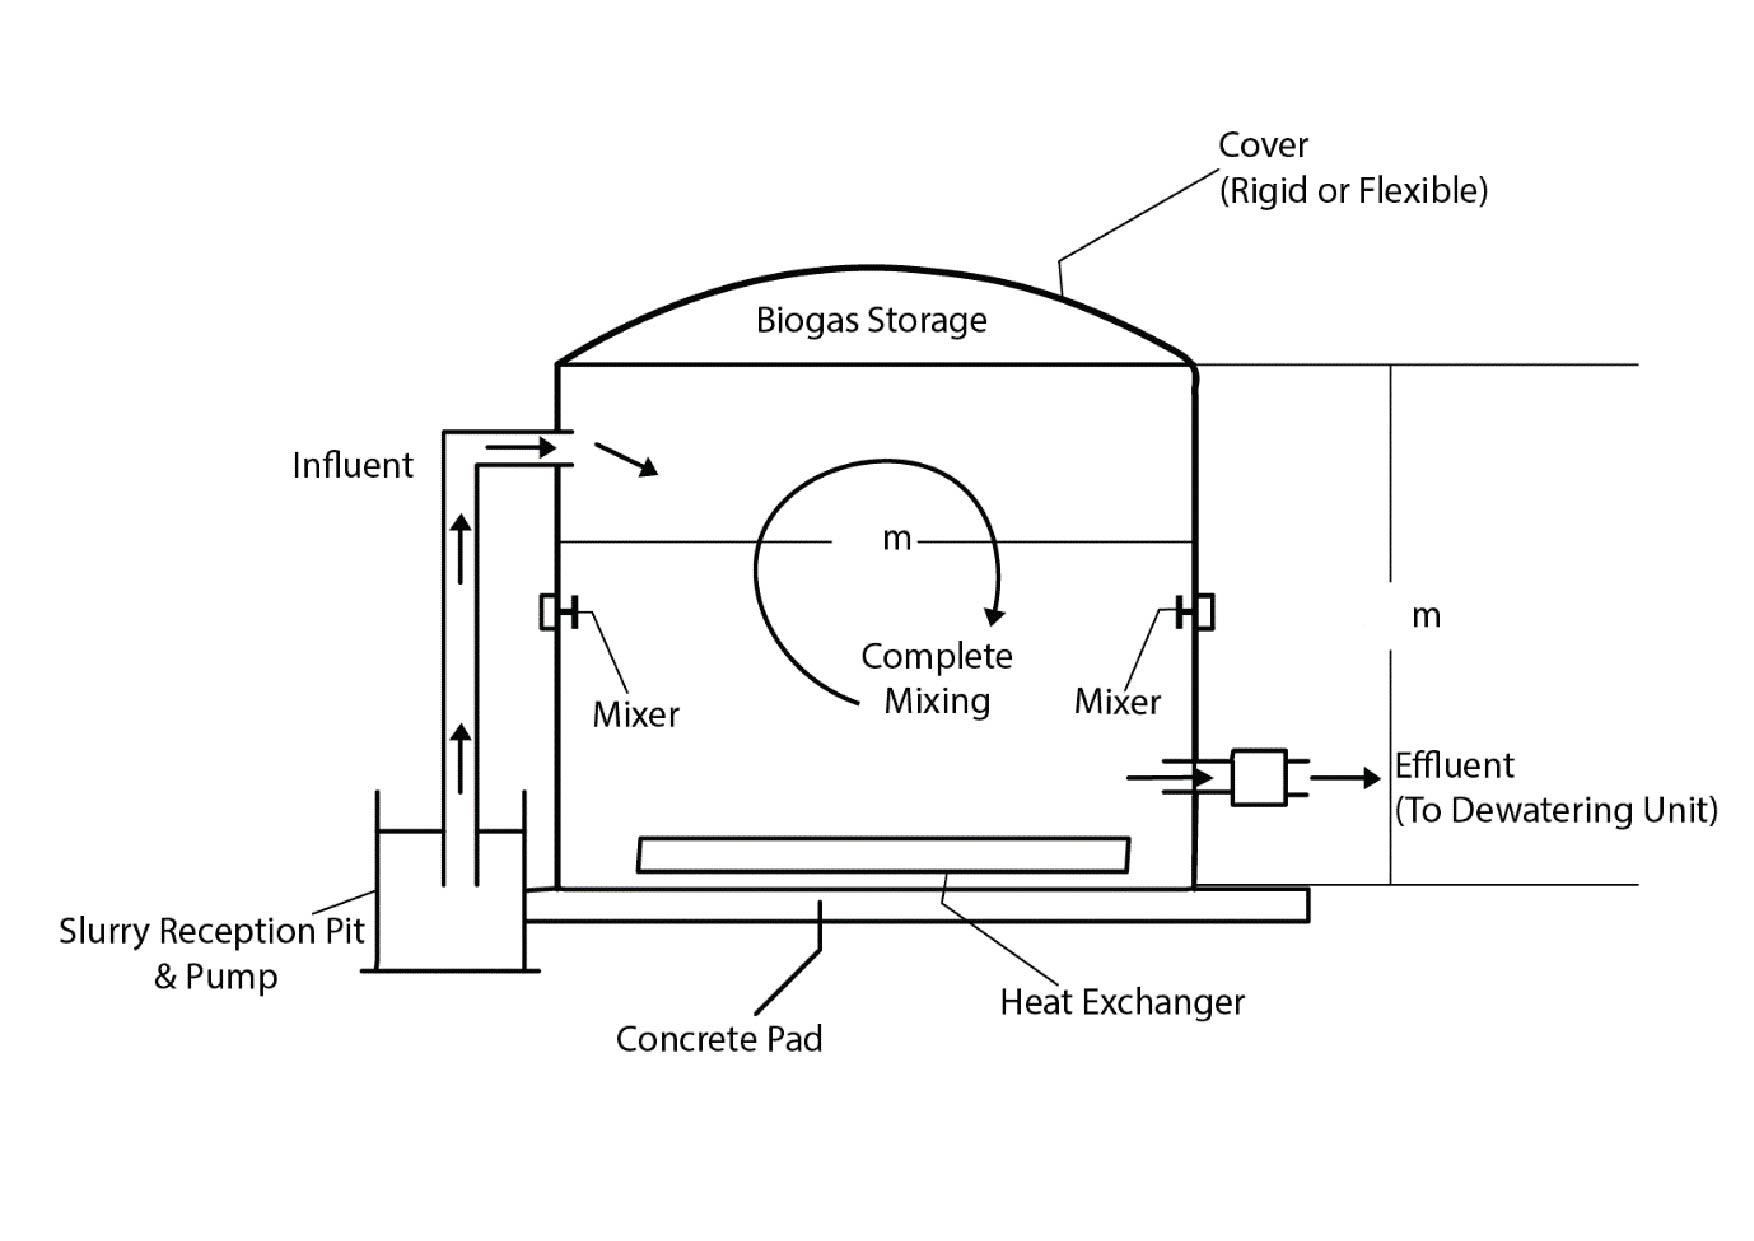 Cover
(Rigid or Flexible)
Biogas Storage
Influent
m
m
Complete
Mixing
Mixer
Mixer
Effluent
(To Dewatering Unit)
Slurry Reception Pit
& Pump
Heat Exchanger
Concrete Pad